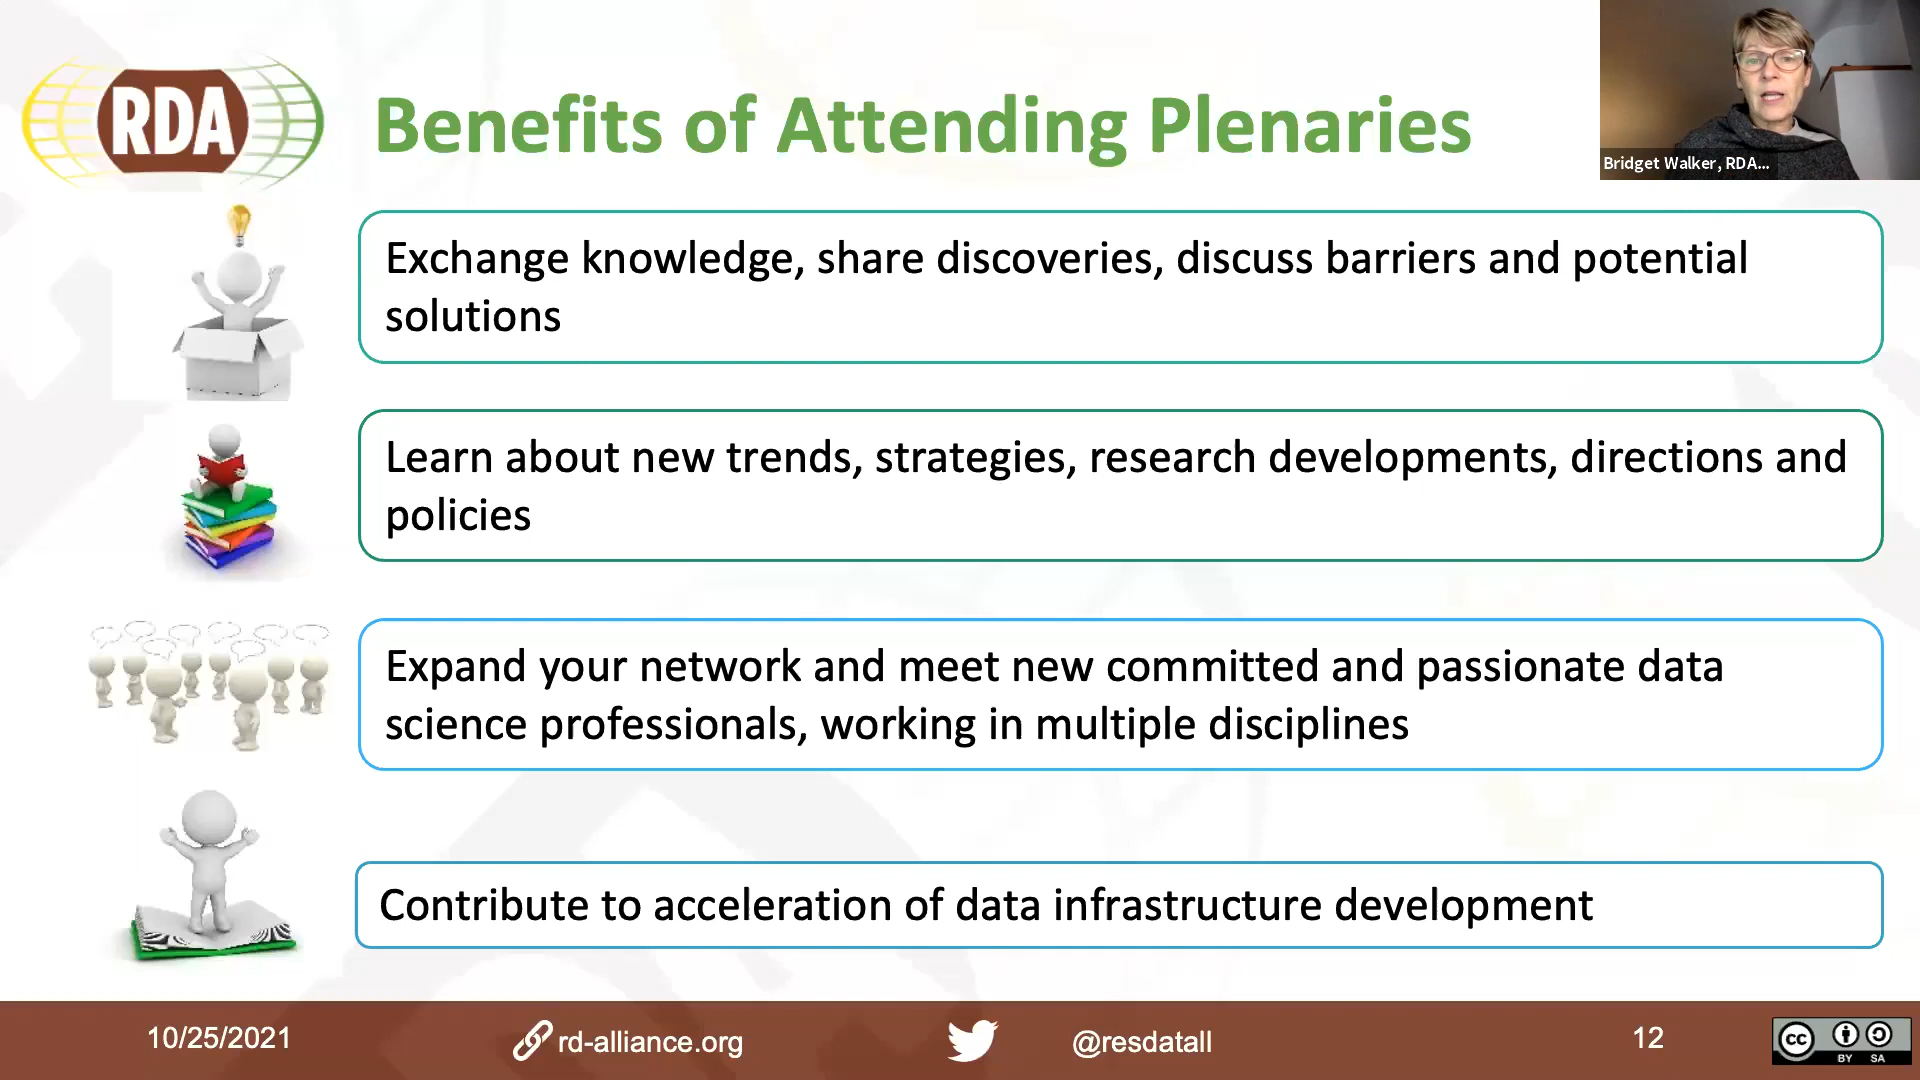 RDA
Benefits of Attending Plenaries
Bridget Walker, RDA...
Exchange knowledge, share discoveries, discuss barriers and potential
solutions
Learn about new trends, strategies, research developments, directions and
policies
Expand your network and meet new committed and passionate data
science professionals, working in multiple disciplines
Contribute to acceleration of data infrastructure development
10/25/2021
rd-alliance.org
@resdatall
12
cc
BY SA